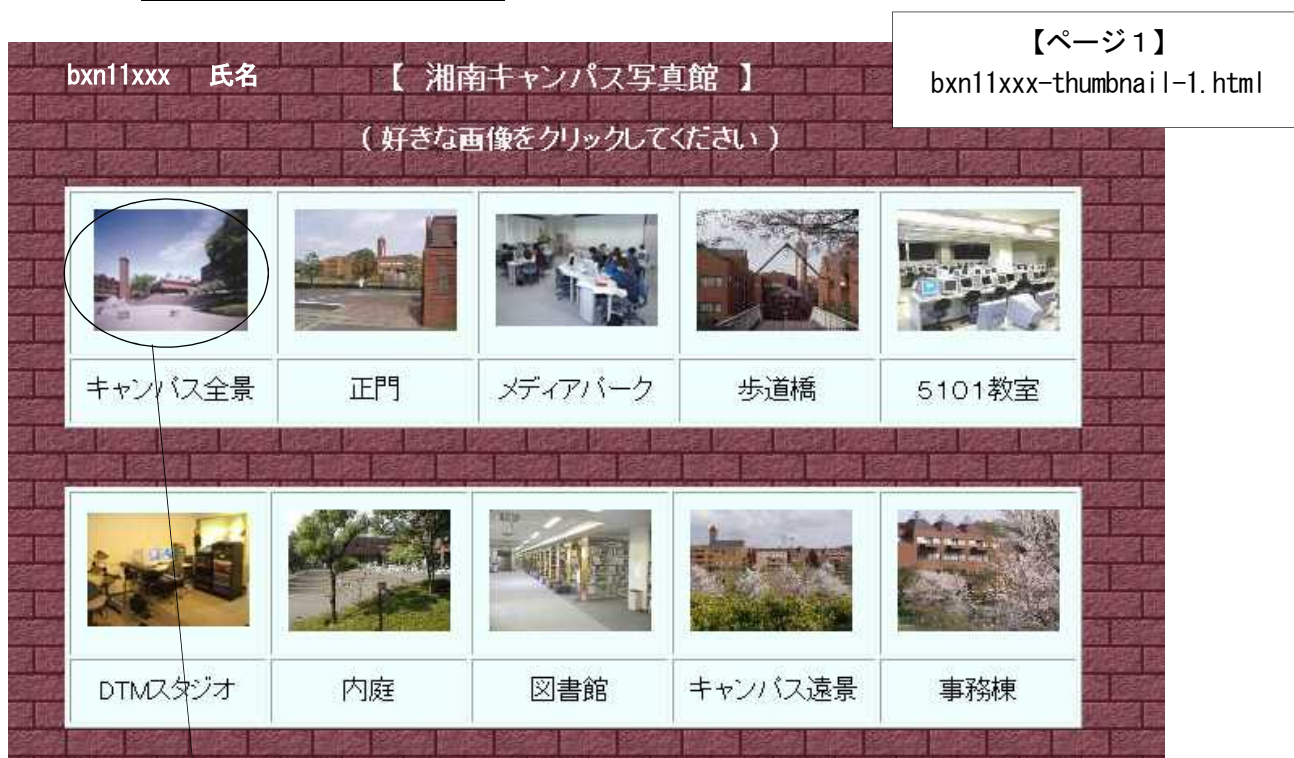 【ページ1】
bxn11xxx-thumbnail-1.html
bxn11xxx 氏名 【 湘南キャンパス写真館 】
( 好きな画像をクリックしてください )
キャンパス全景 正門 メディアパーク 歩道橋 5101教室
DTMスタジオ 内庭 図書館 キャンパス遠景 事務棟